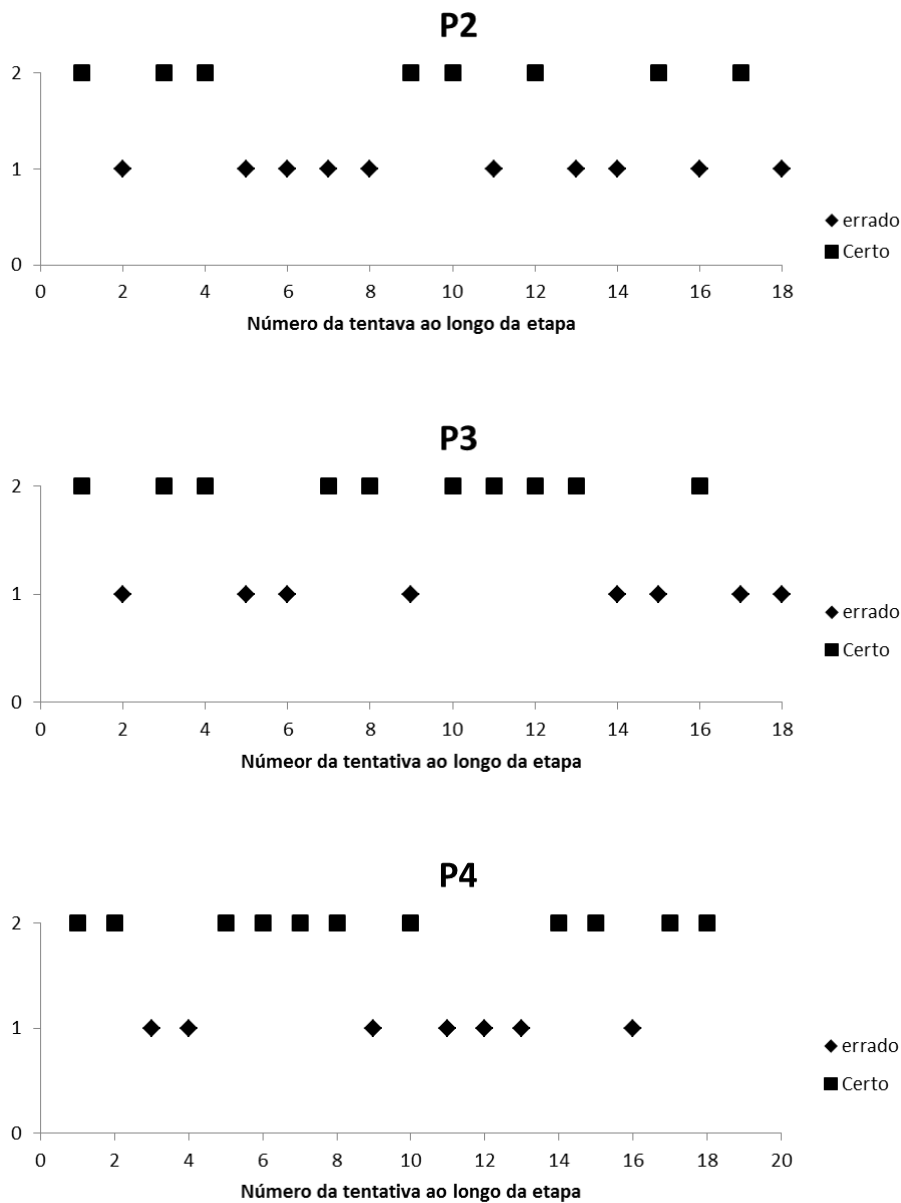 P2
2
1
0
0 2 4 6 8 10 12 14 16 18
errado
Certo
Número da tentava ao longo da etapa
P3
2
1
0
0 2 4 6 8 10 12 14 16 18
errado
Certo
Númeor da tentativa ao longo da etapa
P4
2
1
0
0 2 4 6 8 10 12 14 16 18 20
errado
Certo
Número da tentativa ao longo da etapa